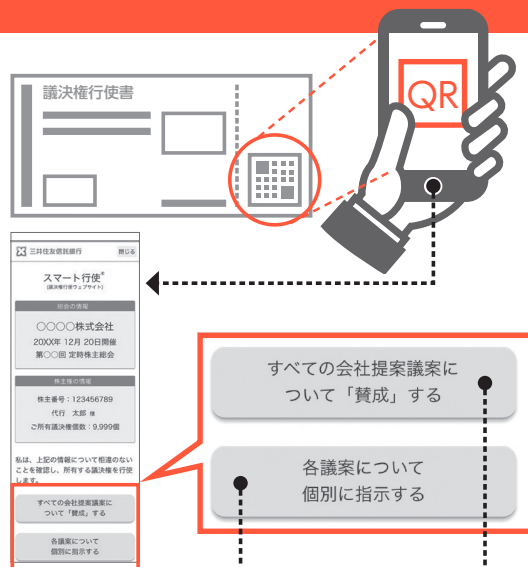 議決権行使書
QR
三井住友信託銀行
閉じる
スマート行使®
(議決権行使ウェブサイト)
総会の情報
○○○○株式会社
20XX年 12月 20日開催
第○○回 定時株主総会
株主様の情報
株主番号:123456789
代行 太郎 様
ご所有議決権個数:9,999個
私は、上記の情報について相違のない
ことを確認し、所有する議決権を行使
します。
すべての会社提案議案に
ついて「賛成」する
各議案について
個別に指示する
すべての会社提案議案に
ついて「賛成」する
各議案について
個別に指示する